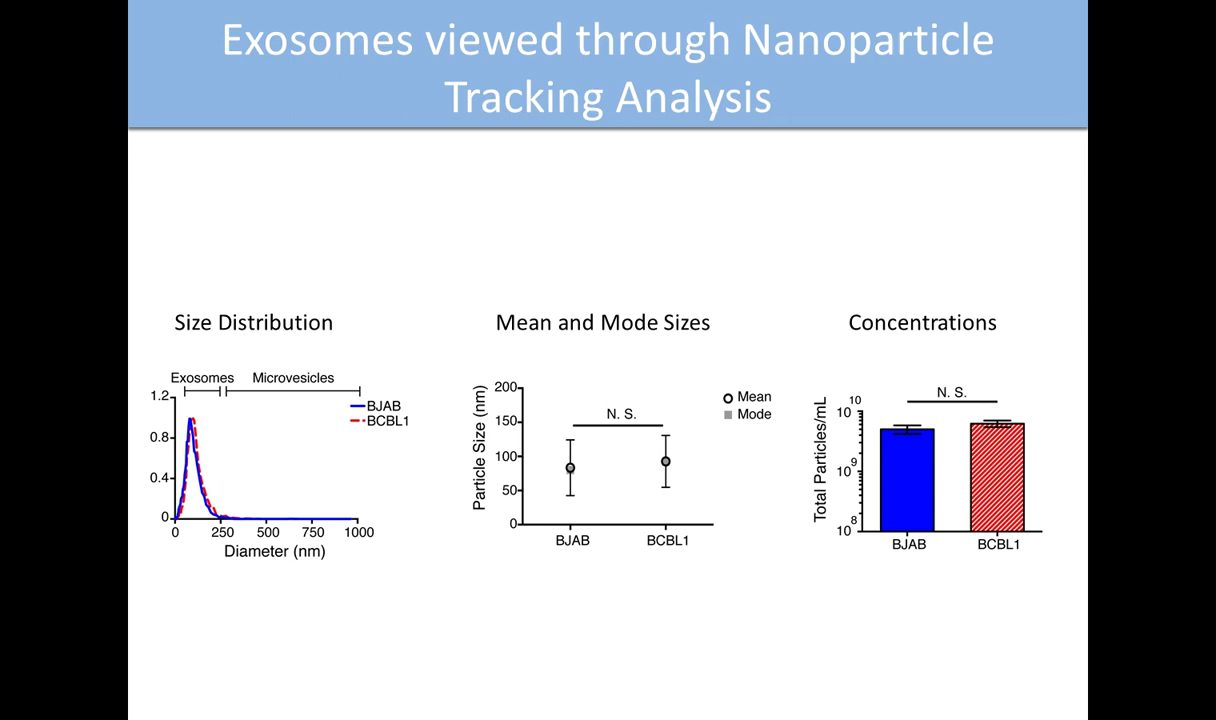 Exosomes viewed through Nanoparticle
Tracking Analysis
Size Distribution
Exosomes Microvesicles
1.2
0.8
0.4
0
0 250 500 750 1000
Diameter (nm)
BJAB
BCBL1
Mean and Mode Sizes
Particle Size (nm)
200
150
100
50
0
N. S.
BJAB BCBL1
Mean
Mode
Concentrations
Total Particles/mL
10^10
10^9
10^8
N. S.
BJAB BCBL1